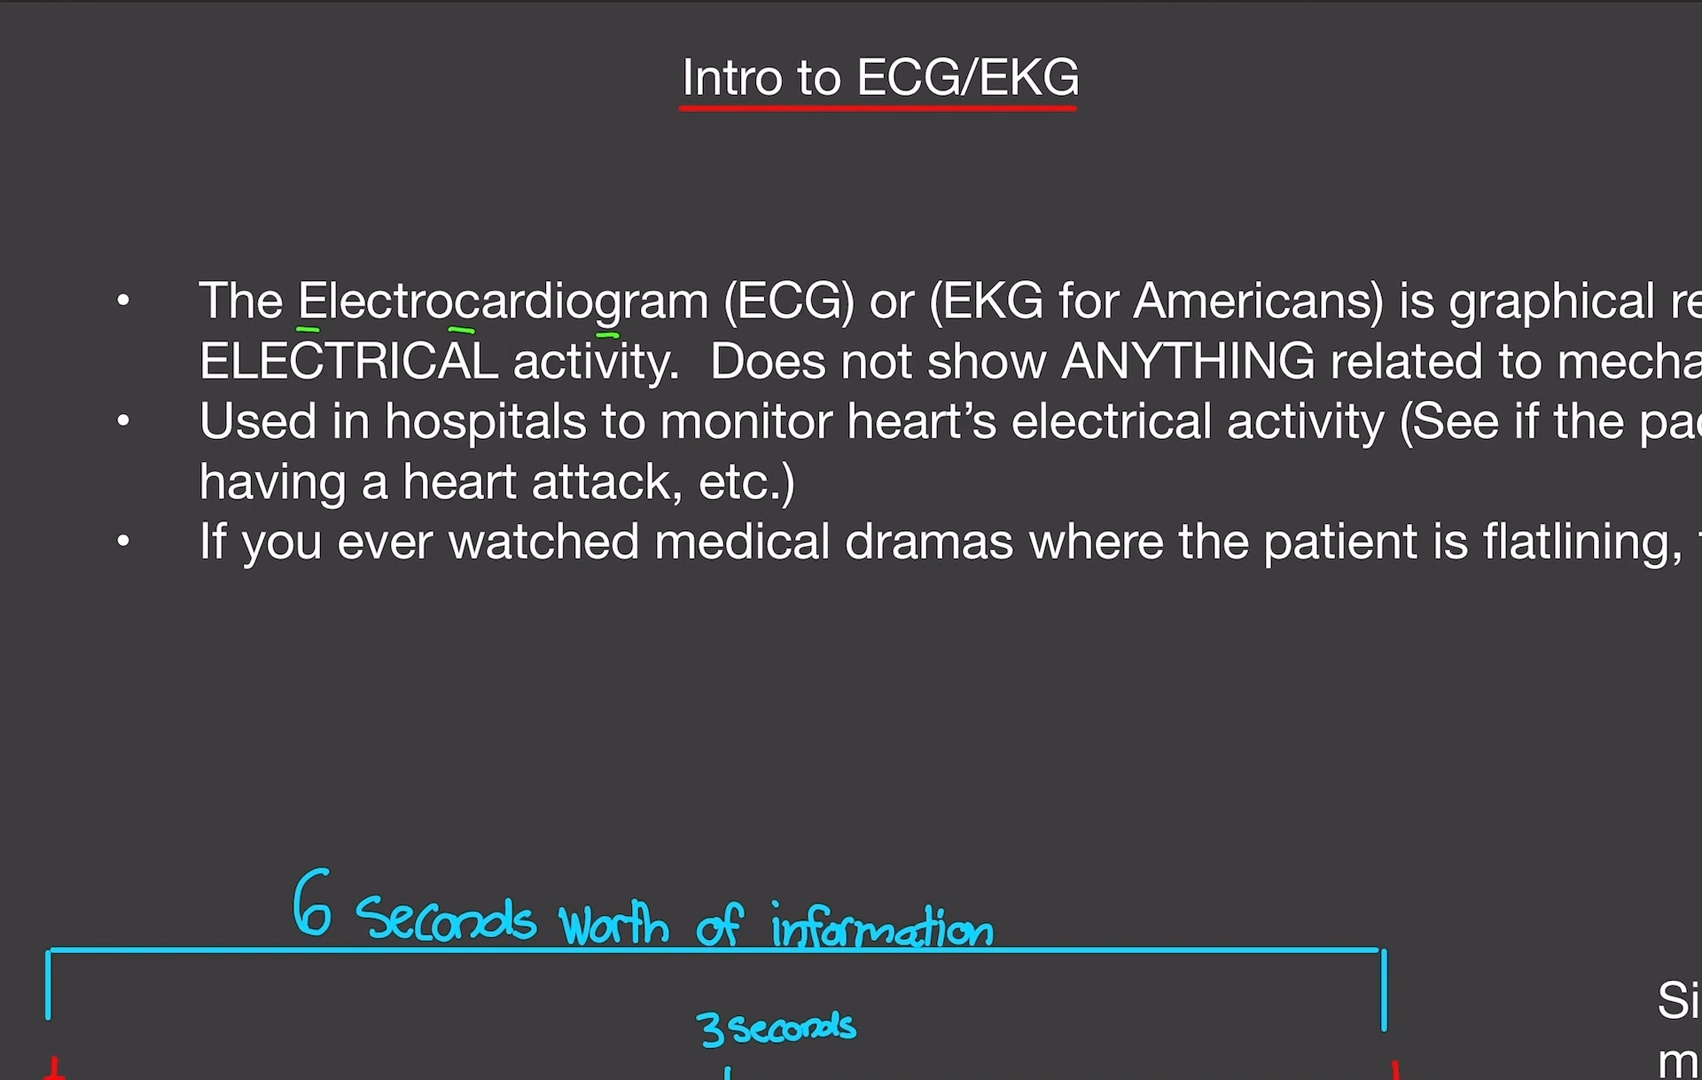 Intro to ECG/EKG
• The Electrocardiogram (ECG) or (EKG for Americans) is graphical re
ELECTRICAL activity.  Does not show ANYTHING related to mecha
• Used in hospitals to monitor heart’s electrical activity (See if the pac
having a heart attack, etc.)
• If you ever watched medical dramas where the patient is flatlining,
6 Seconds Worth of information
3 seconds
Si
m